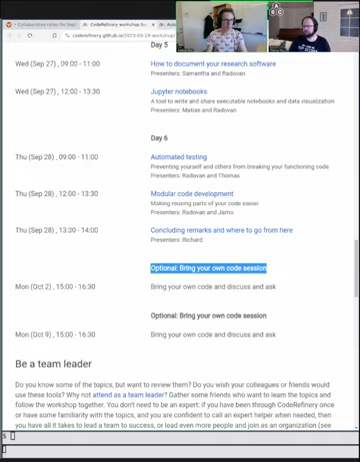 Collaborative notes for
CodeRefinery workshop
coderefinery.github.io/2023-09-19-workshop
Day 5
Wed (Sep 27) , 09:00 - 11:00
How to document your research software
Presenters: Samantha and Radovan
Wed (Sep 27) , 12:00 - 13:30
Jupyter notebooks
A tool to write and share executable notebooks and data visualization
Presenters: Matias and Radovan
Day 6
Thu (Sep 28) , 09:00 - 11:00
Automated testing
Preventing yourself and others from breaking your functioning code
Presenters: Radovan and Thomas
Thu (Sep 28) , 12:00 - 13:30
Modular code development
Making reusing parts of your code easier
Presenters: Radovan and Jarno
Thu (Sep 28) , 13:30 - 14:00
Concluding remarks and where to go from here
Presenters: Richard
Optional: Bring your own code session
Mon (Oct 2) , 15:00 - 16:30
Bring your own code and discuss and ask
Optional: Bring your own code session
Mon (Oct 9) , 15:00 - 16:30
Bring your own code and discuss and ask
Be a team leader
Do you know some of the topics, but want to review them? Do you wish your colleagues or friends would
use these tools? Why not attend as a team leader? Gather some friends who want to learn the topics and
follow the workshop together. You don't need to be an expert: if you have been through CodeRefinery
once or have some familiarity with the topics, and you are confident to call an expert helper when needed, then
you have all it takes to lead a team to success, or lead even more people and join as an organization (see